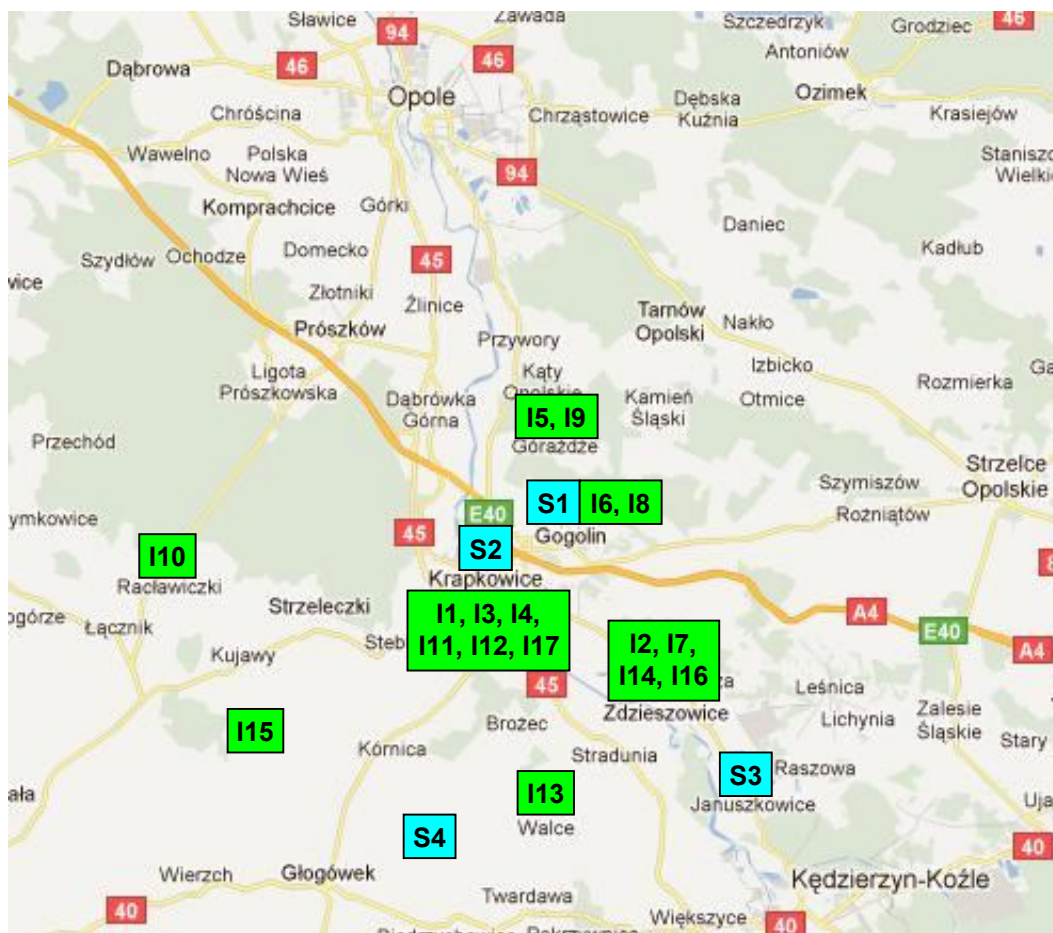 Sławice
Zawada
Szczedrzyk
Grodziec
94
46
Antoniów
46
46
Dąbrowa
Opole
Ozimek
Dębska
Kuźnia
Chróścina
Chrząstowice
Krasiejów
Wawelno
Polska
Nowa Wieś
94
Komprachcice
Górki
Daniec
Domecko
45
Kadłub
Szydłów
Ochodze
Złotniki
Żlinice
Tarnów
Opolski
Nakło
Prószków
Przywory
Izbicko
Ligota
Prószkowska
Kąty
Rozmierka
Dąbrówka
Górna
Kamień
Śląski
Otmice
I5, I9
Przechód
Górażdże
Strzelce
Opolskie
Szymiszów
S1
I6, I8
E40
Rożniątów
45
Gogolin
S2
I10
Krapkowice
Racławiczki
Strzeleczki
I1, I3, I4,
I11, I12, I17
A4
E40
A4
Łącznik
Kujawy
I2, I7,
I14, I16
45
Leśnica
Zdzieszowice
Lichynia
Zalesie
Śląskie
I15
Brożec
Stary
Kórnica
Stradunia
S3
Raszowa
I13
Januszkowice
S4
Walce
40
Wierzch
Głogówek
Kędzierzyn-Koźle
Twardawa
40
Większyce
40